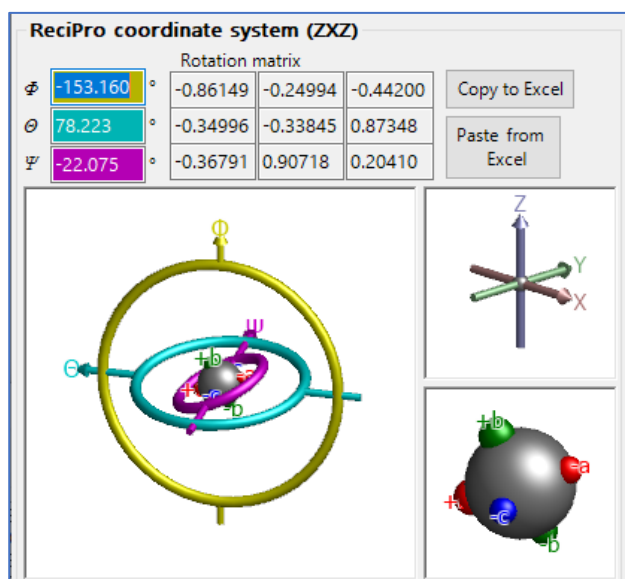 ReciPro coordinate system (ZXZ)
Rotation matrix
Φ -153.160 ° -0.86149 -0.24994 -0.44200 Copy to Excel
Θ 78.223 ° -0.34996 -0.33845 0.87348 Paste from
Ψ -22.075 ° -0.36791 0.90718 0.20410 Excel
Φ
Ψ
Θ
+b
-a
-c
-b
Z
Y
X
+b
-a
-c
-b